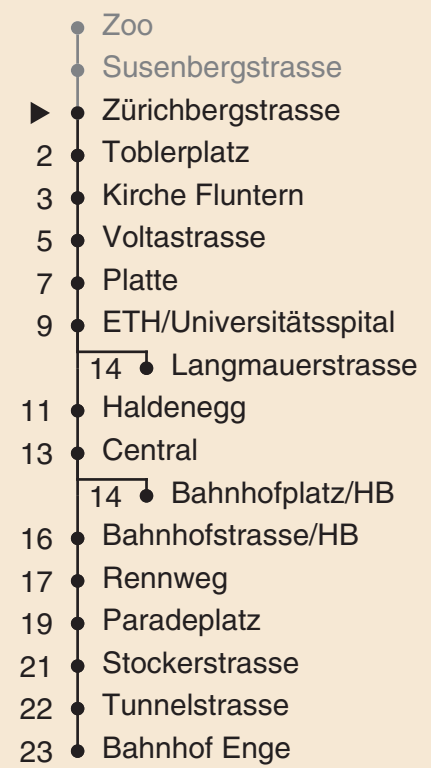 Zoo
Susenbergstrasse
Zürichbergstrasse
2 Toblerplatz
3 Kirche Fluntern
5 Voltastrasse
7 Platte
9 ETH/Universitätsspital
14 Langmauerstrasse
11 Haldenegg
13 Central
14 Bahnhofplatz/HB
16 Bahnhofstrasse/HB
17 Rennweg
19 Paradeplatz
21 Stockerstrasse
22 Tunnelstrasse
23 Bahnhof Enge